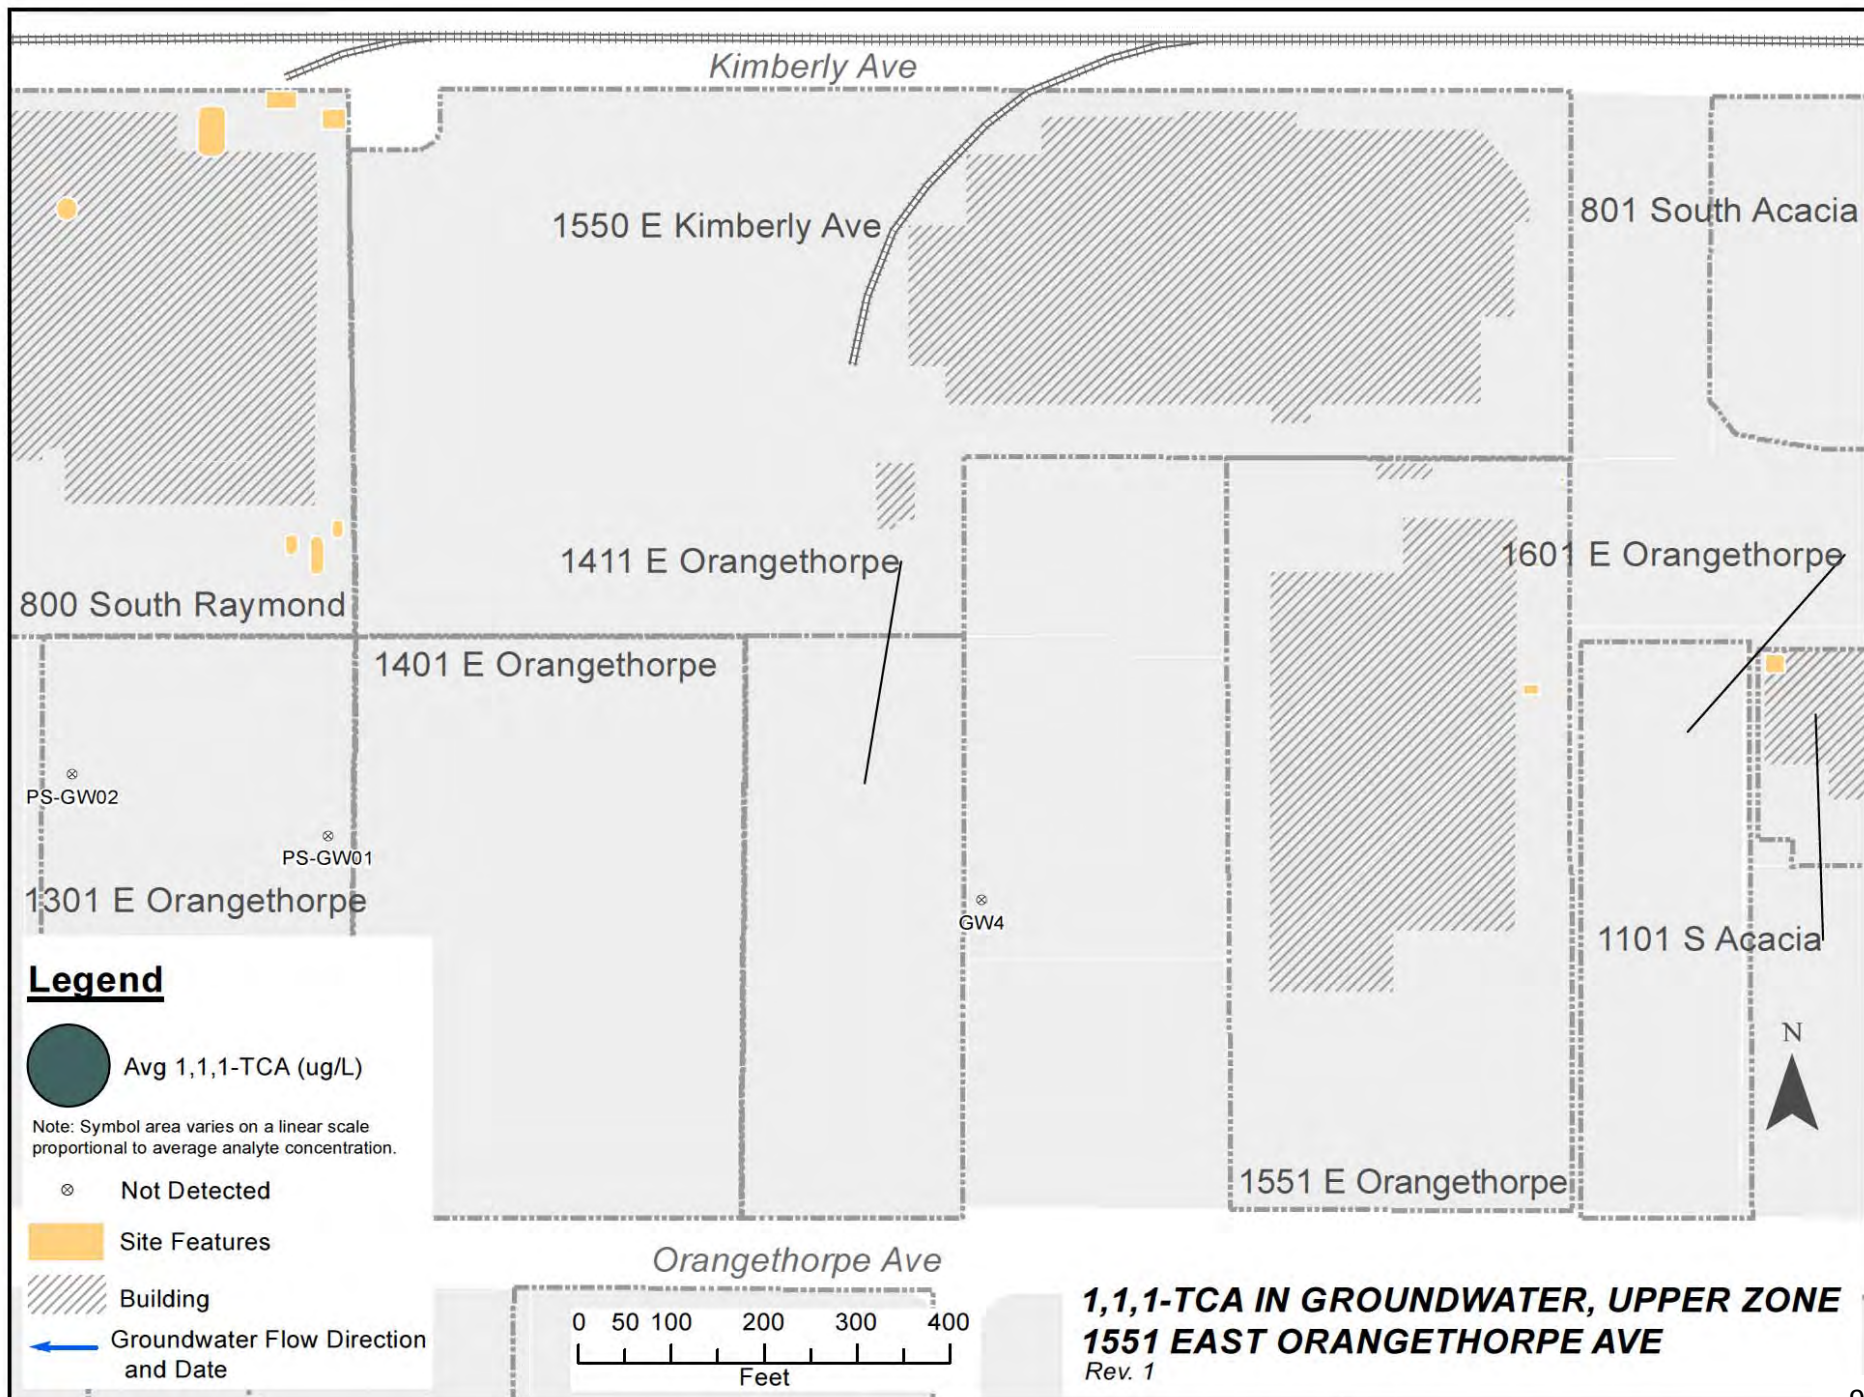 Kimberly Ave
1550 E Kimberly Ave
801 South Acacia
1411 E Orangethorpe
1601 E Orangethorpe
800 South Raymond
1401 E Orangethorpe
PS-GW02
PS-GW01
1301 E Orangethorpe
GW4
1101 S Acacia
Legend
Avg 1,1,1-TCA (ug/L)
Note: Symbol area varies on a linear scale
proportional to average analyte concentration.
Not Detected
Site Features
Building
Groundwater Flow Direction
and Date
N
1551 E Orangethorpe
Orangethorpe Ave
0 50 100 200 300 400
Feet
1,1,1-TCA IN GROUNDWATER, UPPER ZONE
1551 EAST ORANGETHORPE AVE
Rev. 1